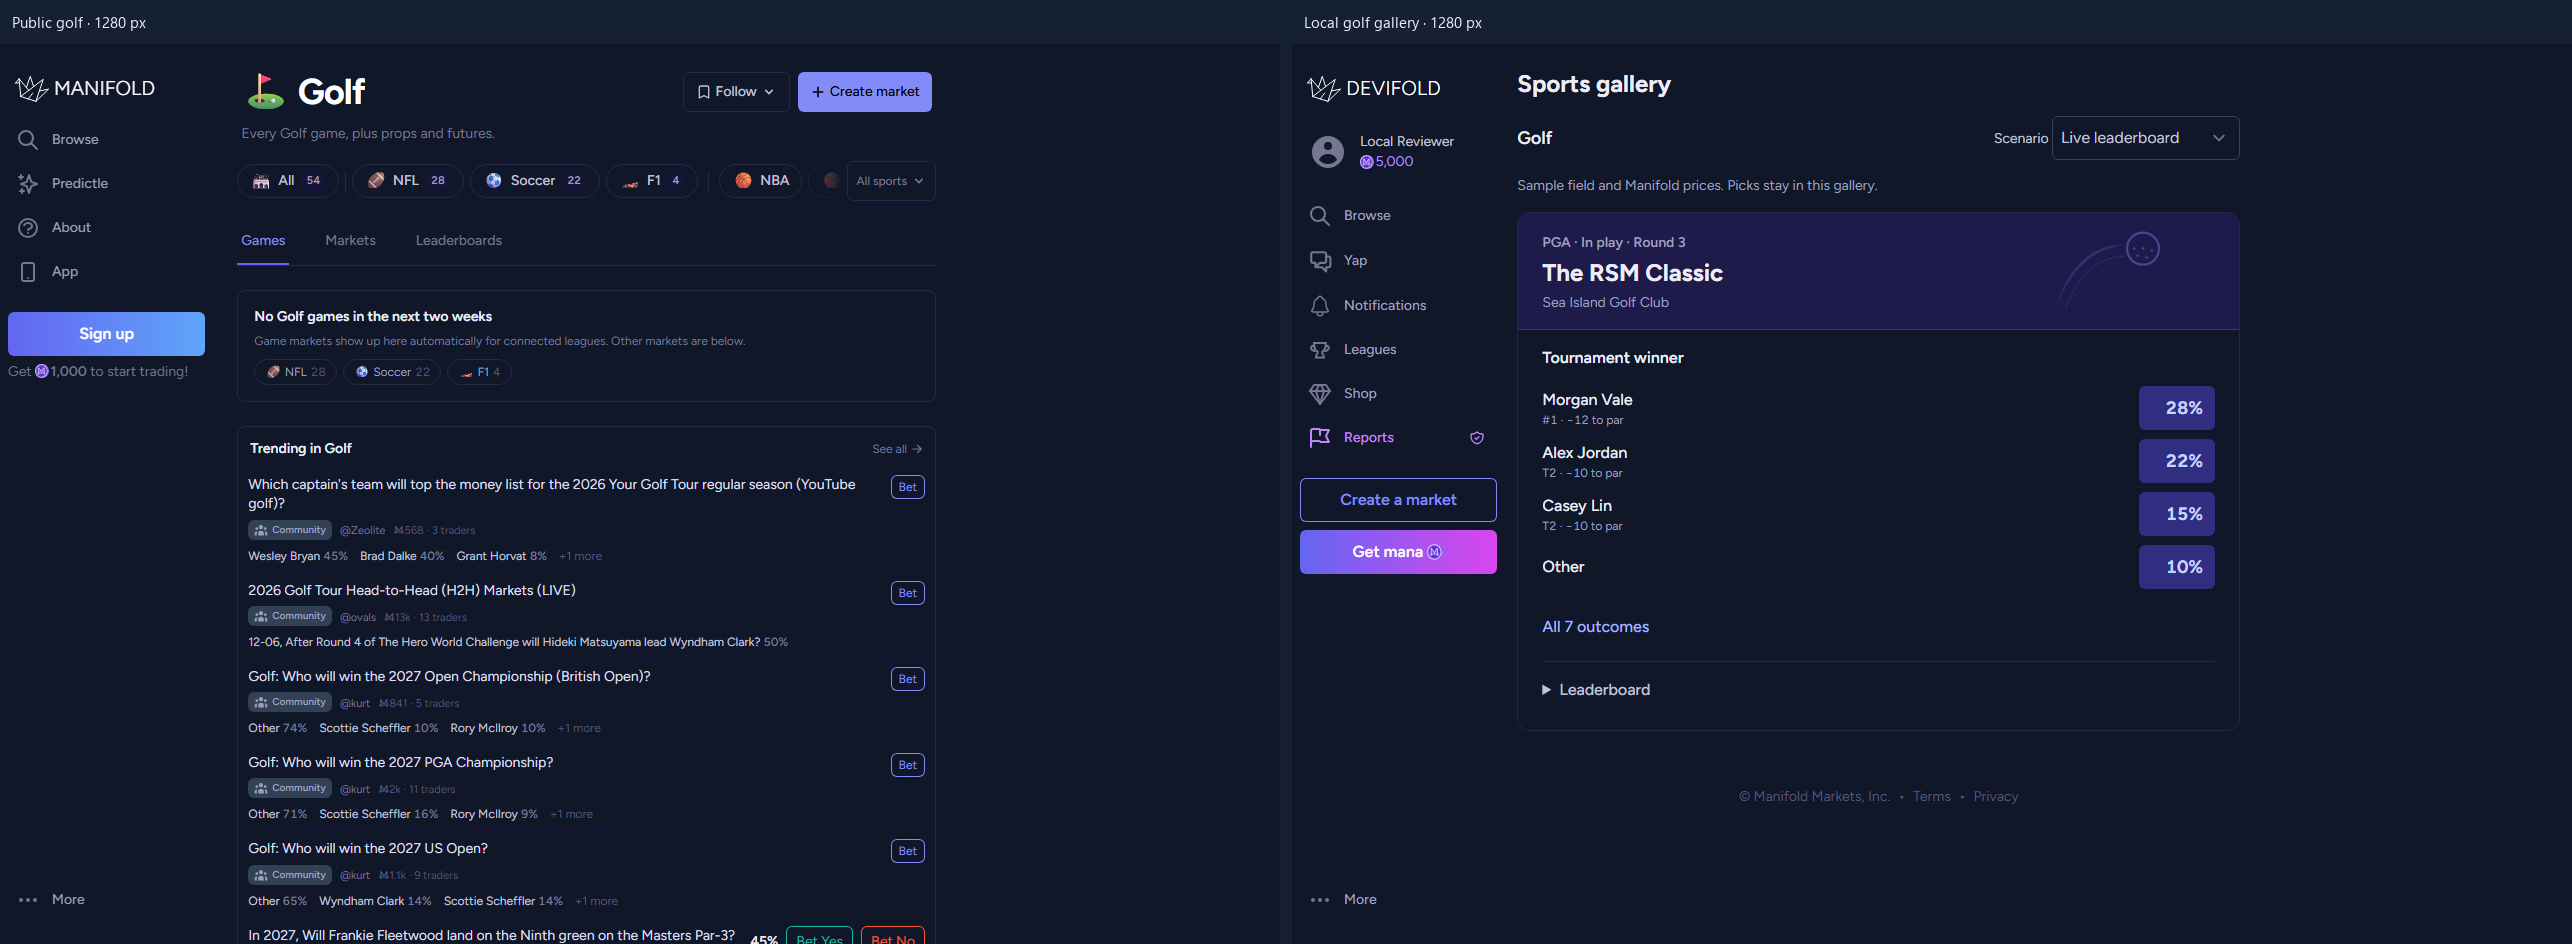 Public golf · 1280 px
MANIFOLD
Browse
Predictle
About
App
Sign up
Get M1,000 to start trading!
More
Golf
Follow
+ Create market
Every Golf game, plus props and futures.
All 54
NFL 28
Soccer 22
F1 4
NBA
All sports
Games Markets Leaderboards
No Golf games in the next two weeks
Game markets show up here automatically for connected leagues. Other markets are below.
NFL 28 Soccer 22 F1 4
Trending in Golf
See all →
Which captain's team will top the money list for the 2026 Your Golf Tour regular season (YouTube
golf)?
Bet
Community @Zeolite M568 · 3 traders
Wesley Bryan 45% Brad Dalke 40% Grant Horvat 8% +1 more
2026 Golf Tour Head-to-Head (H2H) Markets (LIVE)
Bet
Community @ovals M13k · 13 traders
12-06, After Round 4 of The Hero World Challenge will Hideki Matsuyama lead Wyndham Clark? 50%
Golf: Who will win the 2027 Open Championship (British Open)?
Bet
Community @kurt M841 · 5 traders
Other 74% Scottie Scheffler 10% Rory McIlroy 10% +1 more
Golf: Who will win the 2027 PGA Championship?
Bet
Community @kurt M2k · 11 traders
Other 71% Scottie Scheffler 16% Rory McIlroy 9% +1 more
Golf: Who will win the 2027 US Open?
Bet
Community @kurt M1.1k · 9 traders
Other 65% Wyndham Clark 14% Scottie Scheffler 14% +1 more
In 2027, Will Frankie Fleetwood land on the Ninth green on the Masters Par-3?
45% Bet Yes Bet No
Local golf gallery · 1280 px
DEVIFOLD
Local Reviewer
M5,000
Browse
Yap
Notifications
Leagues
Shop
Reports
Create a market
Get mana M
More
Sports gallery
Golf
Scenario Live leaderboard
Sample field and Manifold prices. Picks stay in this gallery.
PGA · In play · Round 3
The RSM Classic
Sea Island Golf Club
Tournament winner
Morgan Vale
#1 · −12 to par
28%
Alex Jordan
T2 · −10 to par
22%
Casey Lin
T2 · −10 to par
15%
Other
10%
All 7 outcomes
Leaderboard
© Manifold Markets, Inc. • Terms • Privacy